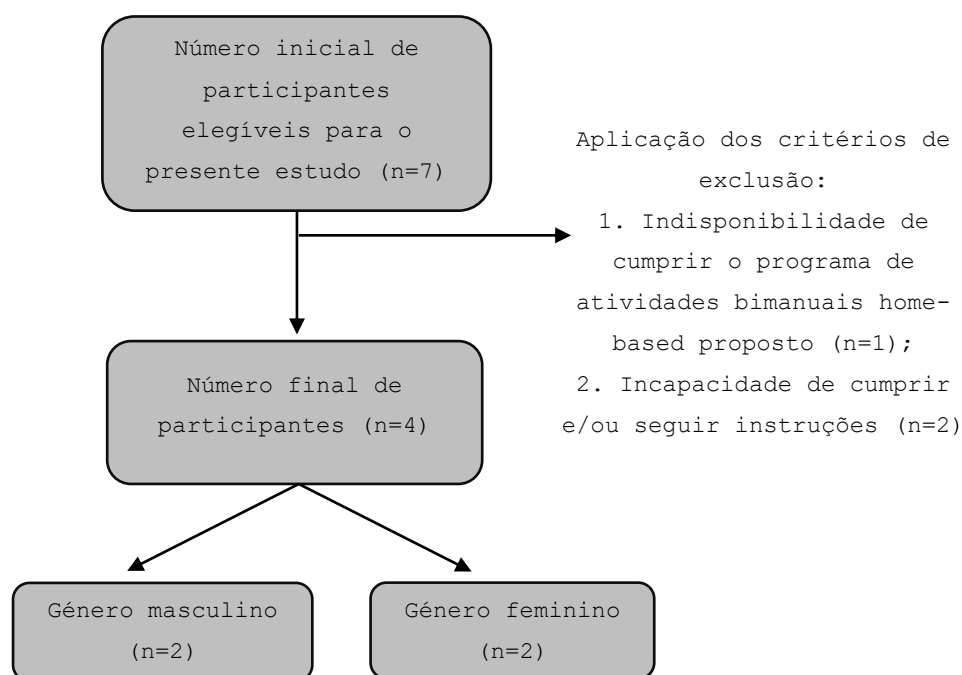 Número inicial de
participantes
elegíveis para o
presente estudo (n=7)
Aplicação dos critérios de
exclusão:
1. Indisponibilidade de
cumprir o programa de
atividades bimanuais home-
based proposto (n=1);
2. Incapacidade de cumprir
e/ou seguir instruções (n=2)
Número final de
participantes (n=4)
Género masculino
(n=2)
Género feminino
(n=2)